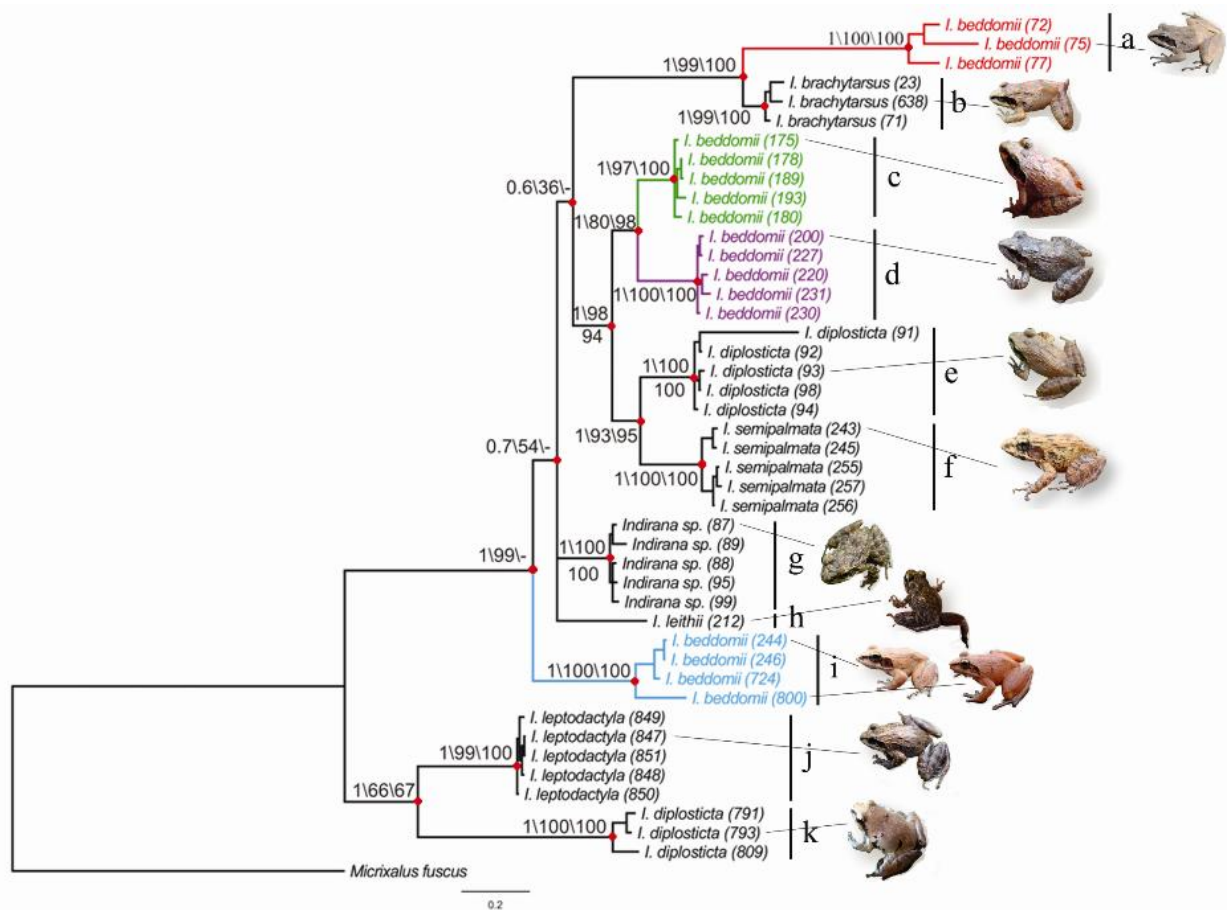 I. beddomii (72)
1\100\100
I. beddomii (75)
a
I. beddomii (77)
1\99\100
I. brachytarsus (23)
I. brachytarsus (638)
b
1\99\100
I. brachytarsus (71)
I. beddomii (175)
1\97\100
I. beddomii (178)
I. beddomii (189)
c
0.6\36\-
I. beddomii (193)
I. beddomii (180)
1\80\98
I. beddomii (200)
I. beddomii (227)
I. beddomii (220)
d
1\100\100
I. beddomii (231)
I. beddomii (230)
1\98
94
I. diplosticta (91)
I. diplosticta (92)
1\100
I. diplosticta (93)
e
100
I. diplosticta (98)
I. diplosticta (94)
I. semipalmata (243)
1\93\95
I. semipalmata (245)
0.7\54\-
I. semipalmata (255)
f
1\100\100
I. semipalmata (257)
I. semipalmata (256)
Indirana sp. (87)
1\100
Indirana sp. (89)
1\99\-
Indirana sp. (88)
g
100
Indirana sp. (95)
Indirana sp. (99)
I. leithii (212)
h
I. beddomii (244)
I. beddomii (246)
i
1\100\100
I. beddomii (724)
I. beddomii (800)
I. leptodactyla (849)
I. leptodactyla (847)
1\99\100
I. leptodactyla (851)
j
I. leptodactyla (848)
1\66\67
I. leptodactyla (850)
I. diplosticta (791)
1\100\100
I. diplosticta (793)
k
I. diplosticta (809)
Micrixalus fuscus
0.2